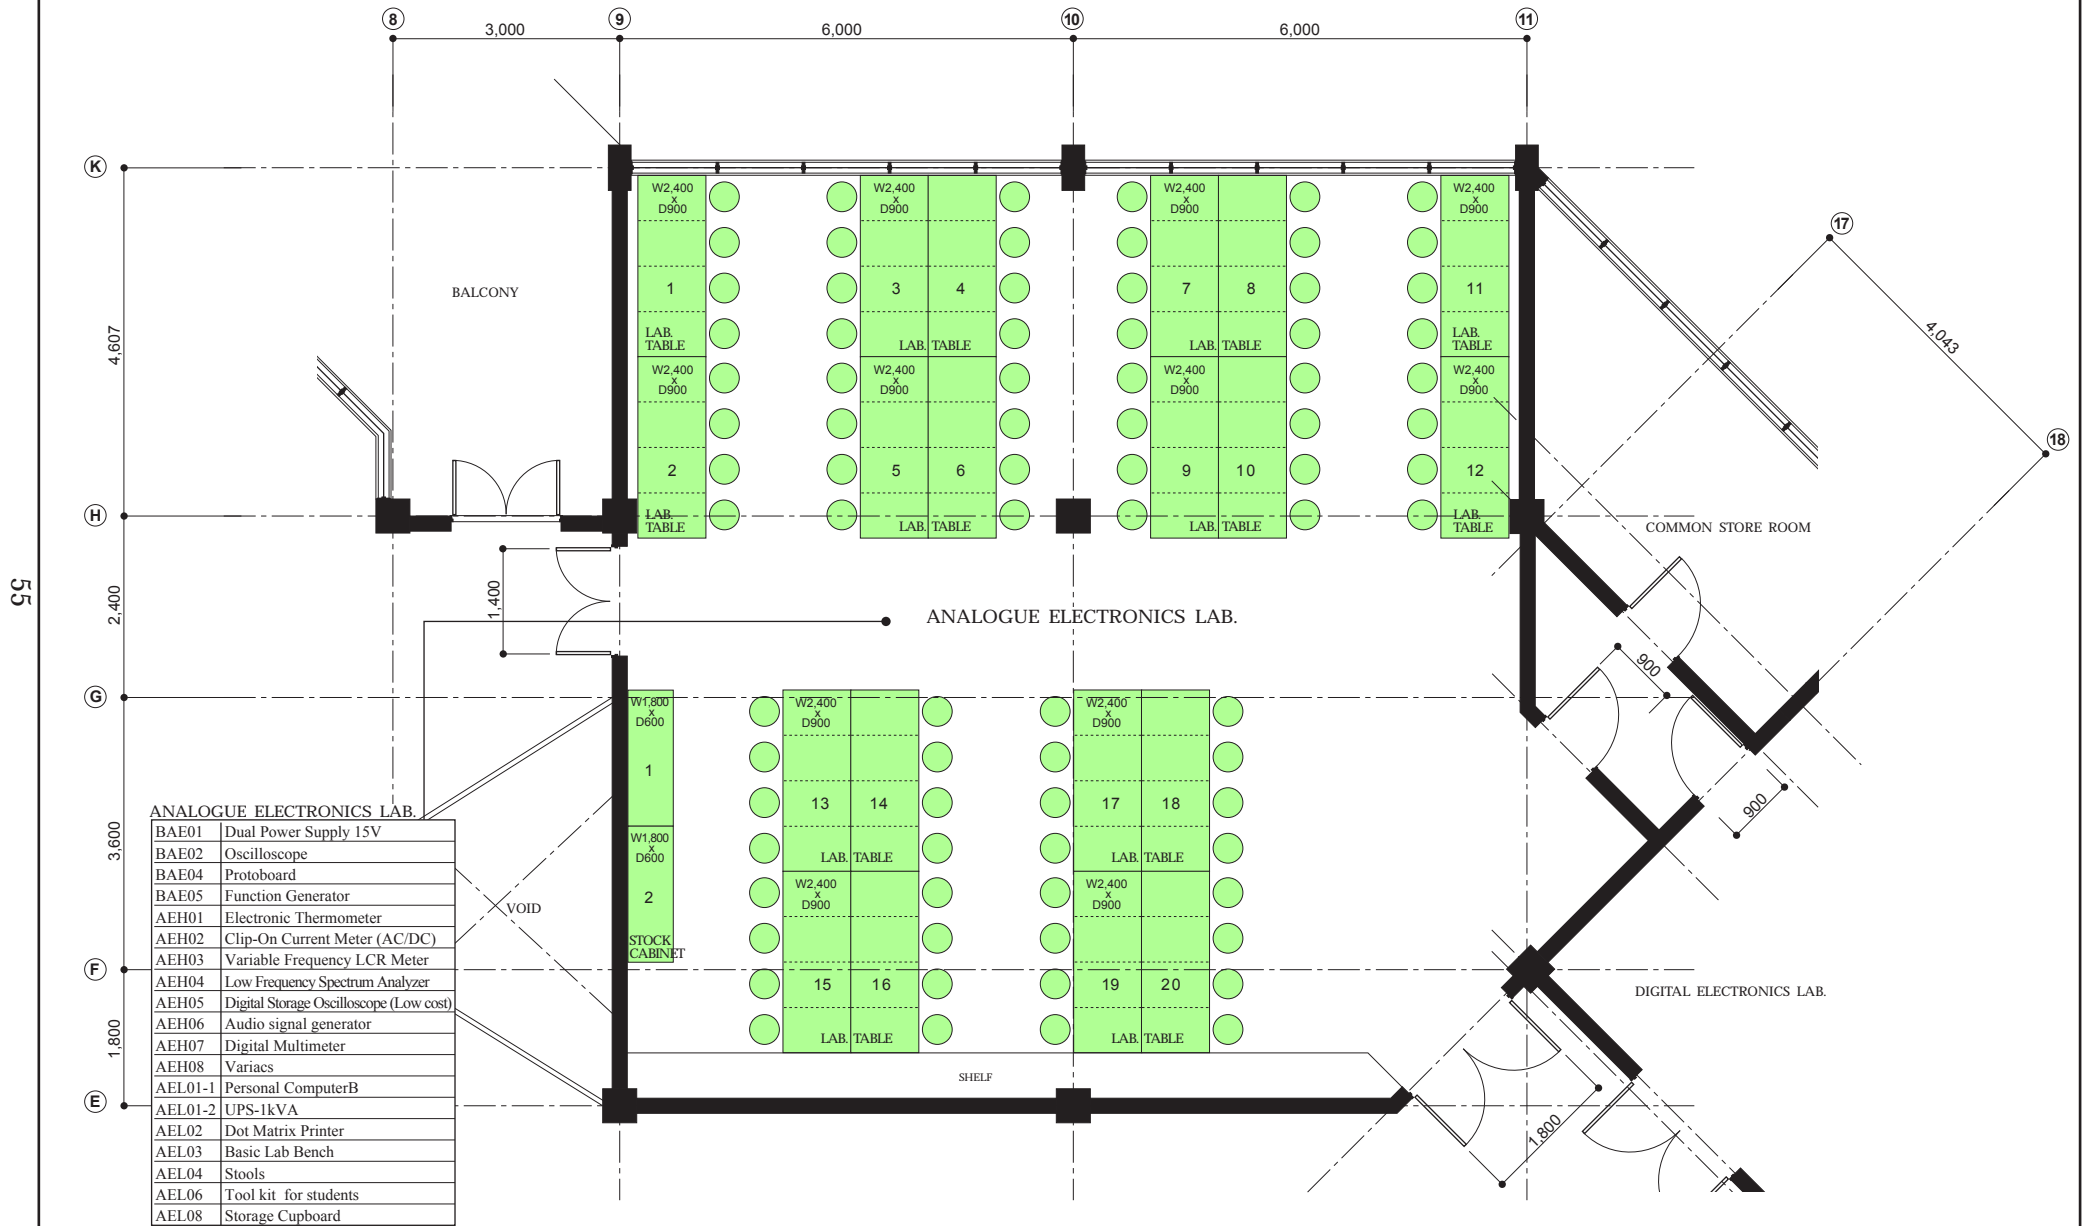 8
9
10
11
3,000
6,000
6,000
K
17
18
4,043
4,607
BALCONY
W2,400
x
D900
W2,400
x
D900
W2,400
x
D900
W2,400
x
D900
1
3
4
7
8
11
LAB.
TABLE
LAB. TABLE
LAB. TABLE
LAB.
TABLE
W2,400
x
D900
W2,400
x
D900
W2,400
x
D900
W2,400
x
D900
2
5
6
9
10
12
LAB.
TABLE
LAB. TABLE
LAB. TABLE
LAB.
TABLE
H
COMMON STORE ROOM
55
2,400
1,400
ANALOGUE ELECTRONICS LAB.
900
G
W1,800
x
D600
W2,400
x
D900
W2,400
x
D900
1
13
14
17
18
900
3,600
LAB. TABLE
LAB. TABLE
W1,800
x
D600
W2,400
x
D900
W2,400
x
D900
2
VOID
STOCK
CABINET
F
15
16
19
20
DIGITAL ELECTRONICS LAB.
1,800
LAB. TABLE
LAB. TABLE
SHELF
E
1,800
ANALOGUE ELECTRONICS LAB.
BAE01 Dual Power Supply 15V
BAE02 Oscilloscope
BAE04 Protoboard
BAE05 Function Generator
AEH01 Electronic Thermometer
AEH02 Clip-On Current Meter (AC/DC)
AEH03 Variable Frequency LCR Meter
AEH04 Low Frequency Spectrum Analyzer
AEH05 Digital Storage Oscilloscope (Low cost)
AEH06 Audio signal generator
AEH07 Digital Multimeter
AEH08 Variacs
AEL01-1 Personal ComputerB
AEL01-2 UPS-1kVA
AEL02 Dot Matrix Printer
AEL03 Basic Lab Bench
AEL04 Stools
AEL06 Tool kit for students
AEL08 Storage Cupboard